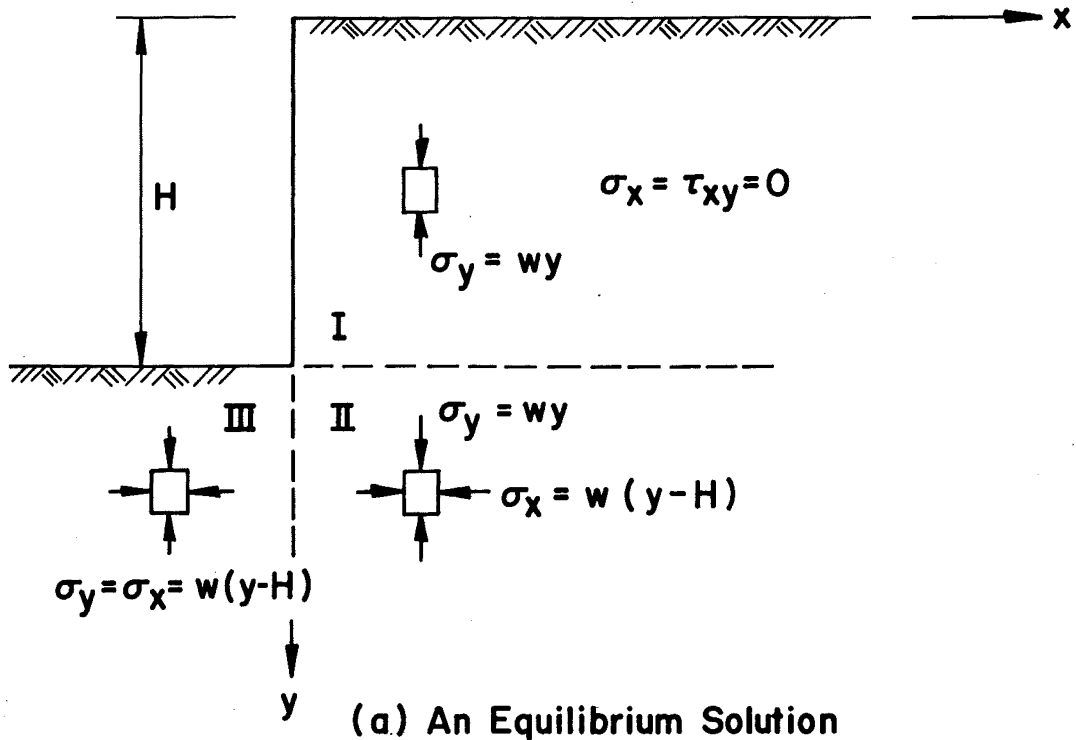 x
H
σx = τxy = 0
σy = wy
I
III
II
σy = wy
σx = w (y-H)
σy = σx = w(y-H)
y
(a) An Equilibrium Solution